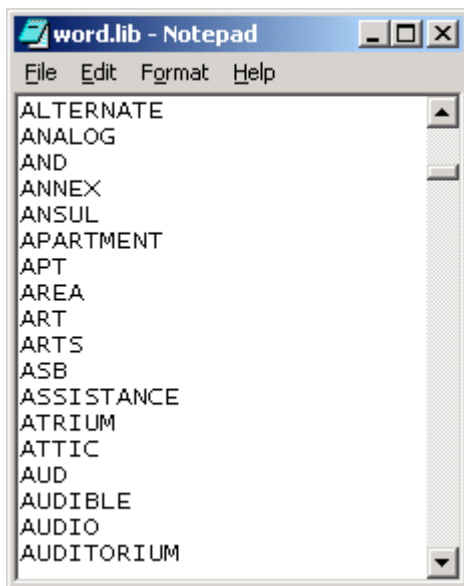 word.lib - Notepad
File Edit Format Help
ALTERNATE
ANALOG
AND
ANNEX
ANSUL
APARTMENT
APT
AREA
ART
ARTS
ASB
ASSISTANCE
ATRIUM
ATTIC
AUD
AUDIBLE
AUDIO
AUDITORIUM